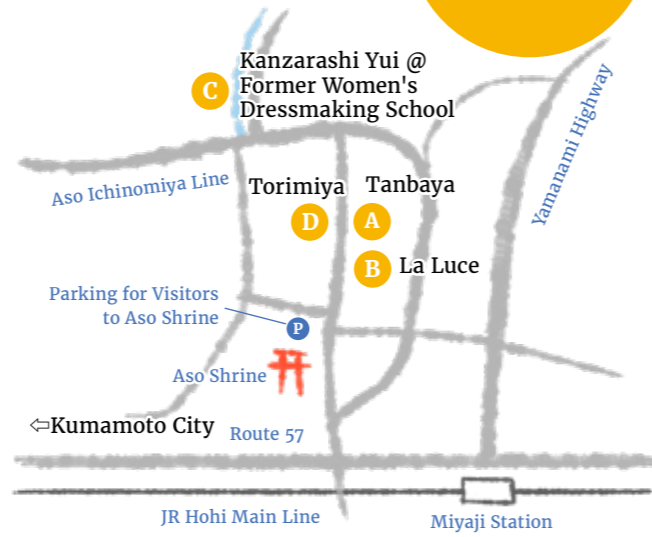 Kanzarashi Yui @
Former Women's
Dressmaking School
C
Yamanami Highway
Aso Ichinomiya Line
Torimiya
Tanbaya
D
A
B
La Luce
Parking for Visitors
to Aso Shrine
P
Aso Shrine
⇦Kumamoto City
Route 57
JR Hohi Main Line
Miyaji Station